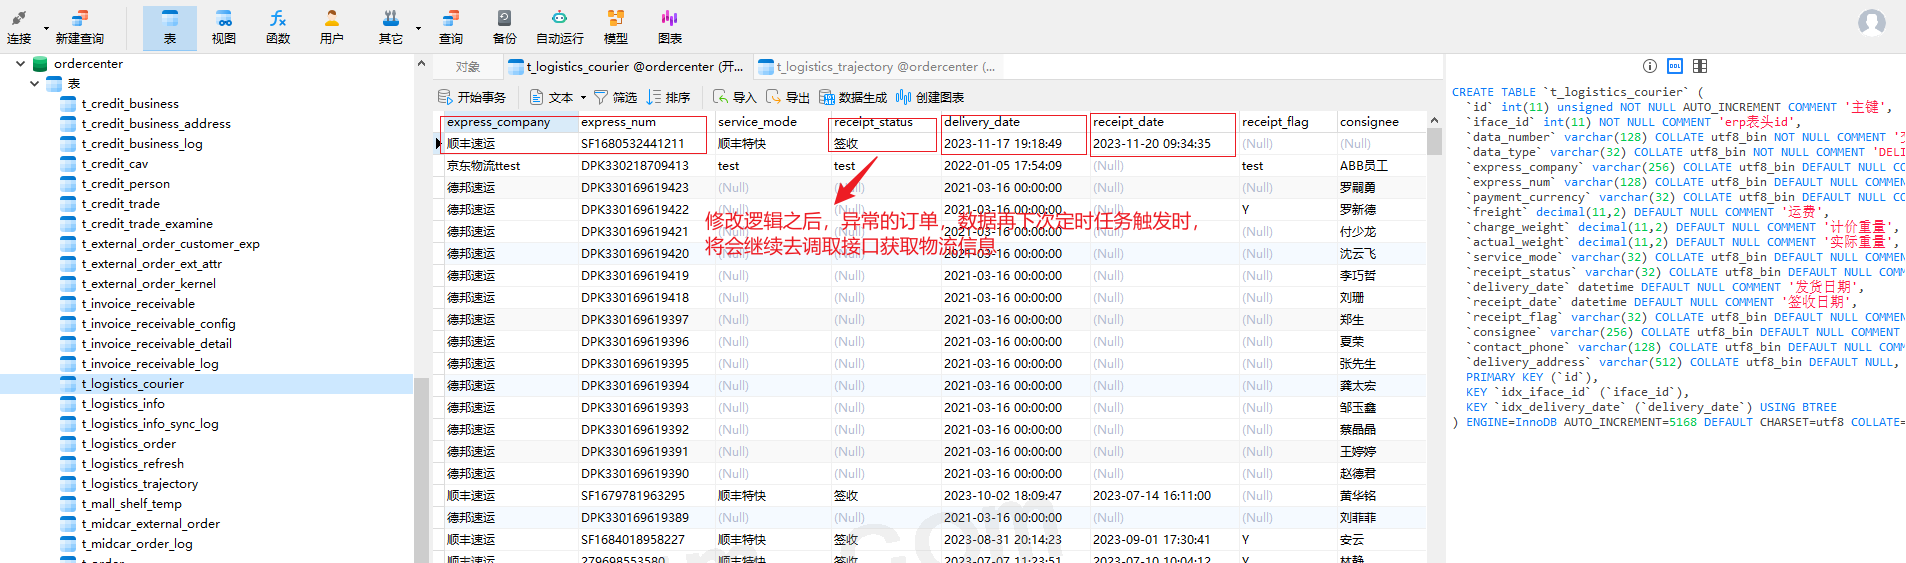 连接 新建查询 表 视图 函数 用户 其它 查询 备份 自动运行 模型 图表
ordercenter
表
t_credit_business
t_credit_business_address
t_credit_business_log
t_credit_cav
t_credit_person
t_credit_trade
t_credit_trade_examine
t_external_order_customer_exp
t_external_order_ext_attr
t_external_order_kernel
t_invoice_receivable
t_invoice_receivable_config
t_invoice_receivable_detail
t_invoice_receivable_log
t_logistics_courier
t_logistics_info
t_logistics_info_sync_log
t_logistics_order
t_logistics_refresh
t_logistics_trajectory
t_mall_shelf_temp
t_midcar_external_order
t_midcar_order_log
t_order
对象 t_logistics_courier @ordercenter (开... t_logistics_trajectory @ordercenter (...
开始事务 文本 筛选 排序 导入 导出 数据生成 创建图表
express_company express_num service_mode receipt_status delivery_date receipt_date receipt_flag consignee
顺丰速运 SF1680532441211 顺丰特快 签收 2023-11-17 19:18:49 2023-11-20 09:34:35 (Null) (Null)
京东物流ttest DPK330218709413 test test 2022-01-05 17:54:09 (Null) test ABB员工
德邦速运 DPK330169619423 (Null) (Null) 2021-03-16 00:00:00 (Null) (Null) 罗嗣勇
德邦速运 DPK330169619422 (Null) (Null) 2021-03-16 00:00:00 (Null) Y 罗新德
德邦速运 DPK330169619421 (Null) (Null) 2021-03-16 00:00:00 (Null) (Null) 付少龙
德邦速运 DPK330169619420 (Null) (Null) 2021-03-16 00:00:00 (Null) (Null) 沈云飞
德邦速运 DPK330169619419 (Null) (Null) 2021-03-16 00:00:00 (Null) (Null) 李巧哲
德邦速运 DPK330169619418 (Null) (Null) 2021-03-16 00:00:00 (Null) (Null) 刘珊
德邦速运 DPK330169619397 (Null) (Null) 2021-03-16 00:00:00 (Null) (Null) 郑生
德邦速运 DPK330169619396 (Null) (Null) 2021-03-16 00:00:00 (Null) (Null) 夏荣
德邦速运 DPK330169619395 (Null) (Null) 2021-03-16 00:00:00 (Null) (Null) 张先生
德邦速运 DPK330169619394 (Null) (Null) 2021-03-16 00:00:00 (Null) (Null) 龚太宏
德邦速运 DPK330169619393 (Null) (Null) 2021-03-16 00:00:00 (Null) (Null) 邹玉鑫
德邦速运 DPK330169619392 (Null) (Null) 2021-03-16 00:00:00 (Null) (Null) 蔡晶晶
德邦速运 DPK330169619391 (Null) (Null) 2021-03-16 00:00:00 (Null) (Null) 王婷婷
德邦速运 DPK330169619390 (Null) (Null) 2021-03-16 00:00:00 (Null) (Null) 赵德君
顺丰速运 SF1679781963295 顺丰特快 签收 2023-10-02 18:09:47 2023-07-14 16:11:00 (Null) 黄华铭
德邦速运 DPK330169619389 (Null) (Null) 2021-03-16 00:00:00 (Null) (Null) 刘菲菲
顺丰速运 SF1684018958227 顺丰特快 签收 2023-08-31 20:14:23 2023-09-01 17:30:41 Y 安云
顺丰速运 279698553580 顺丰特快 签收 2023-07-07 11:23:51 2023-07-10 10:04:12 Y 林静
修改逻辑之后，异常的订单，数据再下次定时任务触发时，
将会继续去调取接口获取物流信息
CREATE TABLE `t_logistics_courier` (
`id` int(11) unsigned NOT NULL AUTO_INCREMENT COMMENT '主键',
`iface_id` int(11) NOT NULL COMMENT 'erp表头id',
`data_number` varchar(128) COLLATE utf8_bin NOT NULL COMMENT '
`data_type` varchar(32) COLLATE utf8_bin NOT NULL COMMENT 'DELI
`express_company` varchar(256) COLLATE utf8_bin DEFAULT NULL CO
`express_num` varchar(128) COLLATE utf8_bin DEFAULT NULL COMMEN
`payment_currency` varchar(32) COLLATE utf8_bin DEFAULT NULL CO
`freight` decimal(11,2) DEFAULT NULL COMMENT '运费',
`charge_weight` decimal(11,2) DEFAULT NULL COMMENT '计价重量',
`actual_weight` decimal(11,2) DEFAULT NULL COMMENT '实际重量',
`service_mode` varchar(32) COLLATE utf8_bin DEFAULT NULL COMMEN
`receipt_status` varchar(32) COLLATE utf8_bin DEFAULT NULL COMM
`delivery_date` datetime DEFAULT NULL COMMENT '发货日期',
`receipt_date` datetime DEFAULT NULL COMMENT '签收日期',
`receipt_flag` varchar(32) COLLATE utf8_bin DEFAULT NULL COMMEN
`consignee` varchar(256) COLLATE utf8_bin DEFAULT NULL COMMENT
`contact_phone` varchar(128) COLLATE utf8_bin DEFAULT NULL COMM
`delivery_address` varchar(512) COLLATE utf8_bin DEFAULT NULL,
PRIMARY KEY (`id`),
KEY `idx_iface_id` (`iface_id`),
KEY `idx_delivery_date` (`delivery_date`) USING BTREE
) ENGINE=InnoDB AUTO_INCREMENT=5168 DEFAULT CHARSET=utf8 COLLATE=